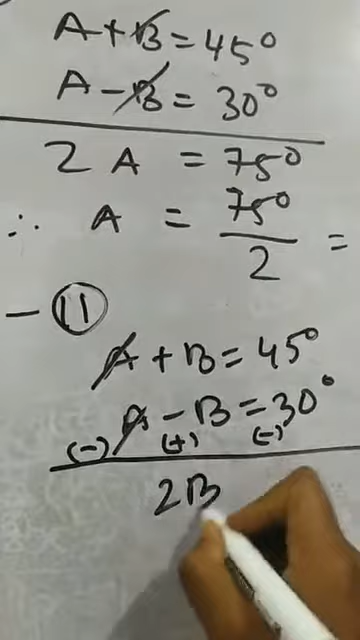 A + B = 45°
A - B = 30°
2 A = 75°
∴ A = 75°/2 =
- 11
A + B = 45°
A - B = 30°
(-) (+) (-)
2B